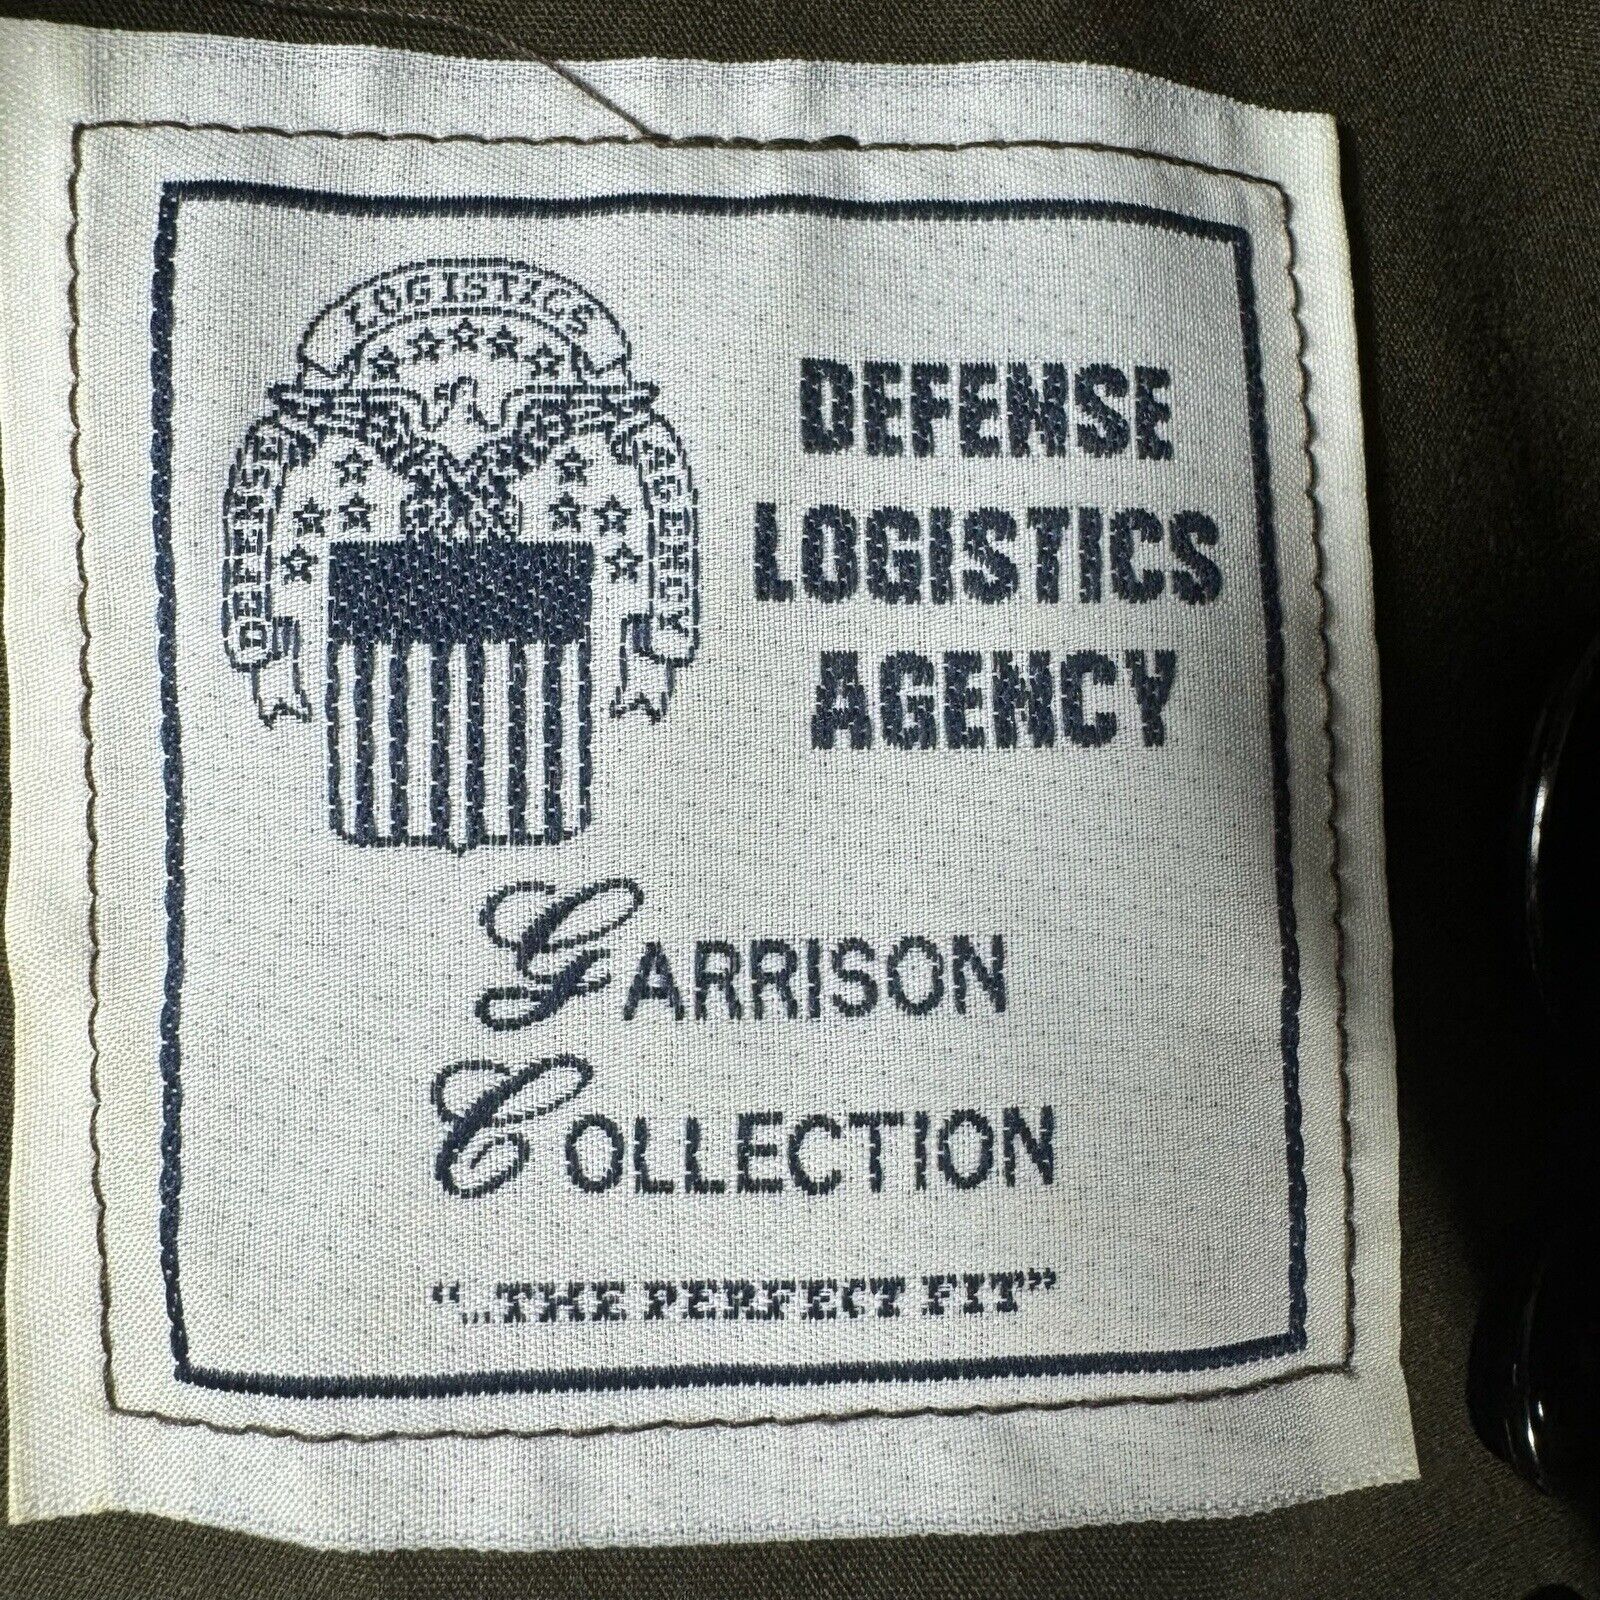 LOGISTICS
DEFENSE
AGENCY
DEFENSE
LOGISTICS
AGENCY
GARRISON
COLLECTION
“...THE PERFECT FIT”